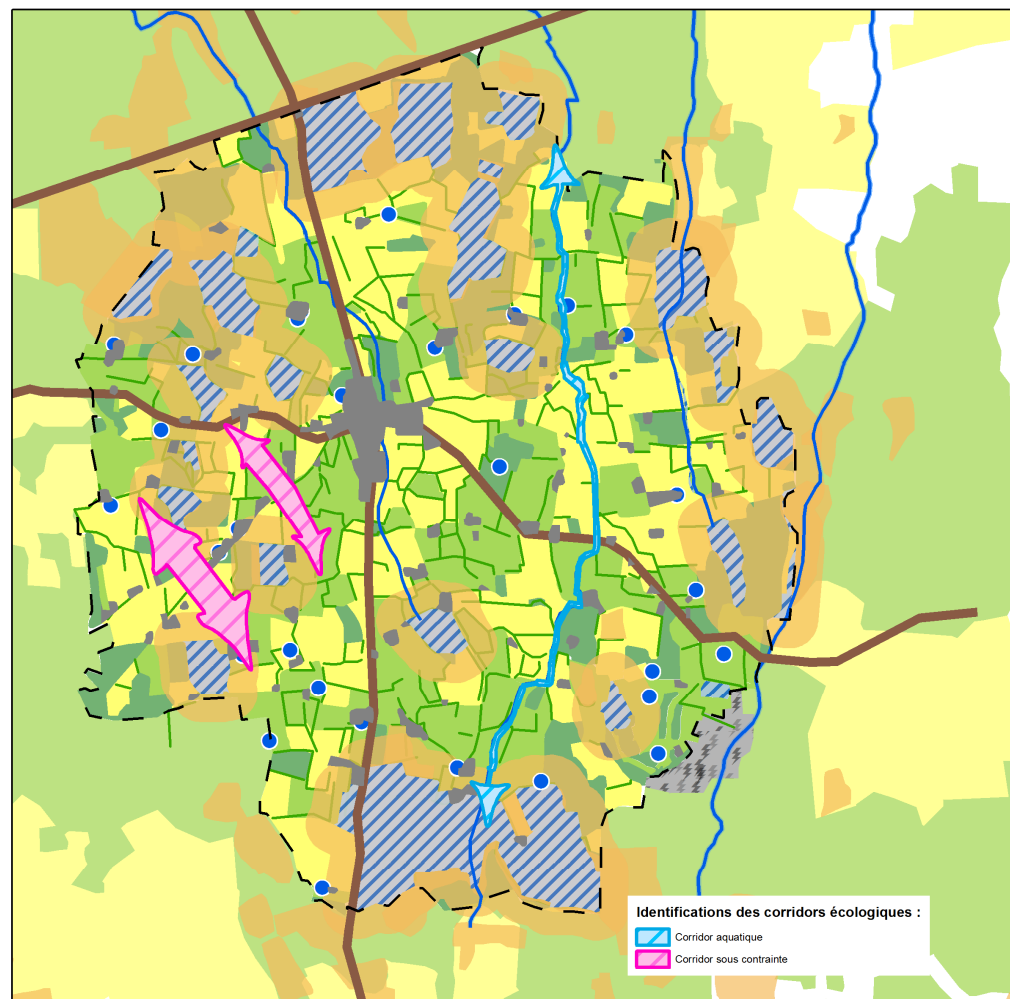 Identifications des corridors écologiques :
Corridor aquatique
Corridor sous contrainte